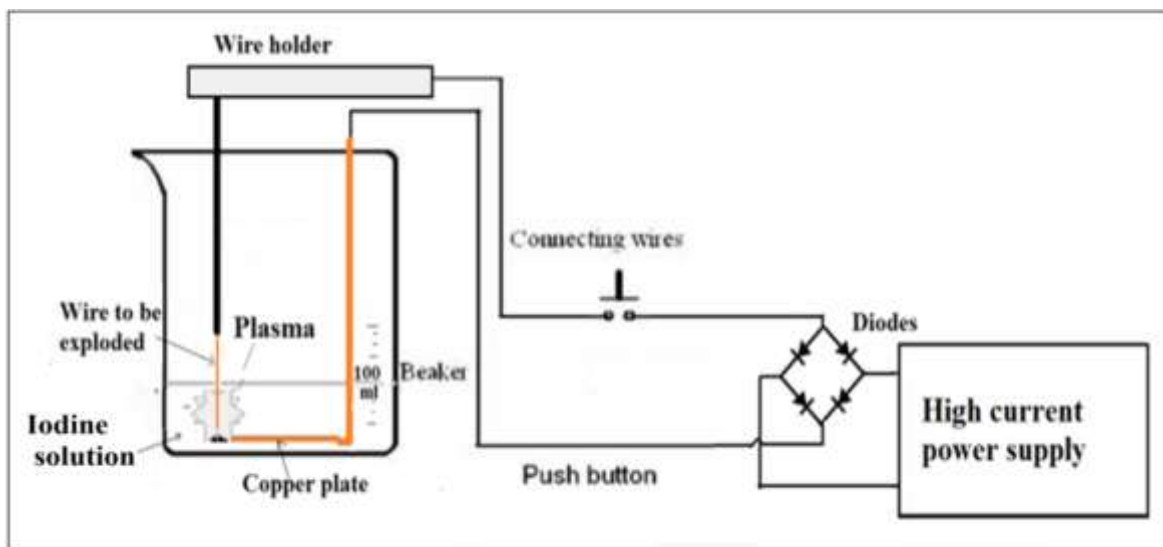 Wire holder
Connecting wires
Wire to be
exploded
Plasma
Diodes
100
ml
Beaker
High current
power supply
Iodine
solution
Copper plate
Push button